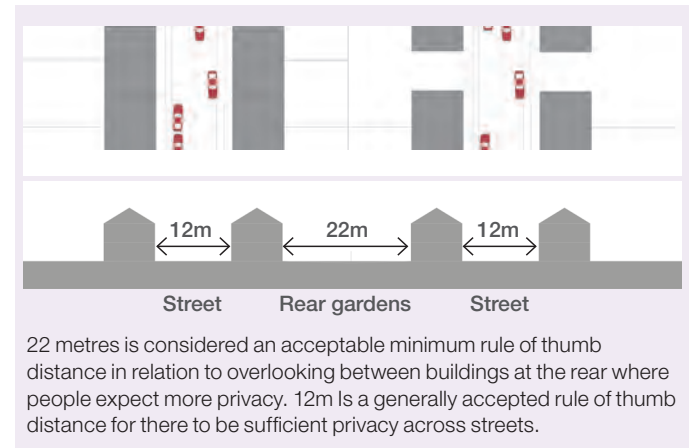 12m 22m 12m
Street Rear gardens Street
22 metres is considered an acceptable minimum rule of thumb
distance in relation to overlooking between buildings at the rear where
people expect more privacy. 12m Is a generally accepted rule of thumb
distance for there to be sufficient privacy across streets.